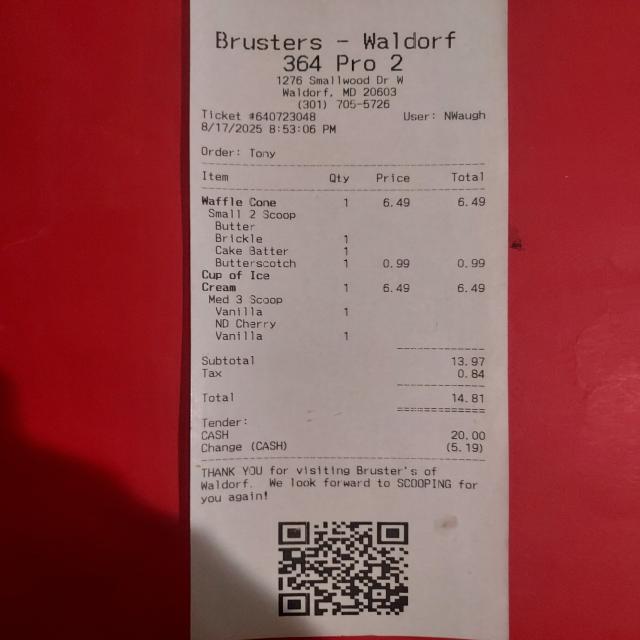 Brusters - Waldorf
364 Pro 2
1276 Smallwood Dr W
Waldorf, MD 20603
(301) 705-5726
Ticket #640723048 User: NWaugh
8/17/2025 8:53:06 PM
Order: Tony
Item Qty Price Total
Waffle Cone 1 6.49 6.49
Small 2 Scoop
Butter
Brickle 1
Cake Batter 1
Butterscotch 1 0.99 0.99
Cup of Ice
Cream 1 6.49 6.49
Med 3 Scoop
Vanilla 1
ND Cherry
Vanilla 1
Subtotal 13.97
Tax 0.84
Total 14.81
Tender:
CASH 20.00
Change (CASH) (5.19)
THANK YOU for visiting Bruster's of
Waldorf. We look forward to SCOOPING for
you again!